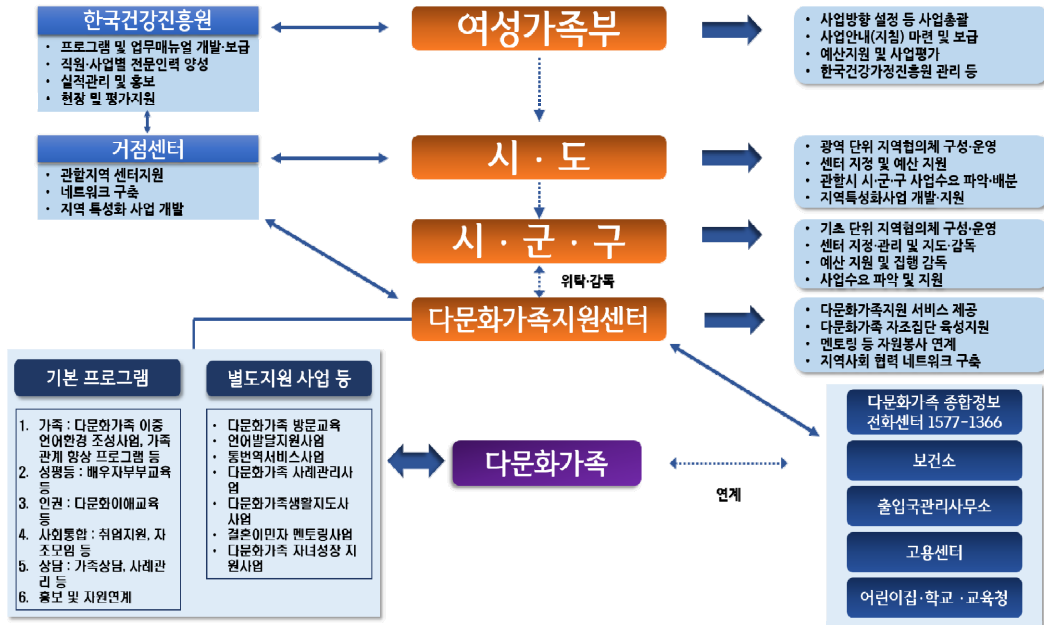 한국건강진흥원
• 프로그램 및 업무매뉴얼 개발·보급
• 직원·사업별 전문인력 양성
• 실적관리 및 홍보
• 현장 및 평가지원
여성가족부
• 사업방향 설정 등 사업총괄
• 사업안내(지침) 마련 및 보급
• 예산지원 및 사업평가
• 한국건강가정진흥원 관리 등
거점센터
• 관할지역 센터지원
• 네트워크 구축
• 지역 특성화 사업 개발
시 · 도
• 광역 단위 지역협의체 구성·운영
• 센터 지정 및 예산 지원
• 관할시 시·군·구 사업수요 파악·배분
• 지역특성화사업 개발·지원
시 · 군 · 구
• 기초 단위 지역협의체 구성·운영
• 센터 지정·관리 및 지도·감독
• 예산 지원 및 집행 감독
• 사업수요 파악 및 지원
위탁·감독
다문화가족지원센터
• 다문화가족지원 서비스 제공
• 다문화가족 자조집단 육성지원
• 멘토링 등 자원봉사 연계
• 지역사회 협력 네트워크 구축
기본 프로그램
1. 가족 : 다문화가족 이중
언어환경 조성사업, 가족
관계 향상 프로그램 등
2. 성평등 : 배우자부부교육
등
3. 인권 : 다문화이해교육
등
4. 사회통합 : 취업지원, 자
조모임 등
5. 상담 : 가족상담, 사례관
리 등
6. 홍보 및 지원연계
별도지원 사업 등
• 다문화가족 방문교육
• 언어발달지원사업
• 통번역서비스사업
• 다문화가족 사례관리사
업
• 다문화가족생활지도사
사업
• 결혼이민자 멘토링사업
• 다문화가족 자녀성장 지
원사업
다문화가족
연계
다문화가족 종합정보
전화센터 1577-1366
보건소
출입국관리사무소
고용센터
어린이집·학교 ·교육청